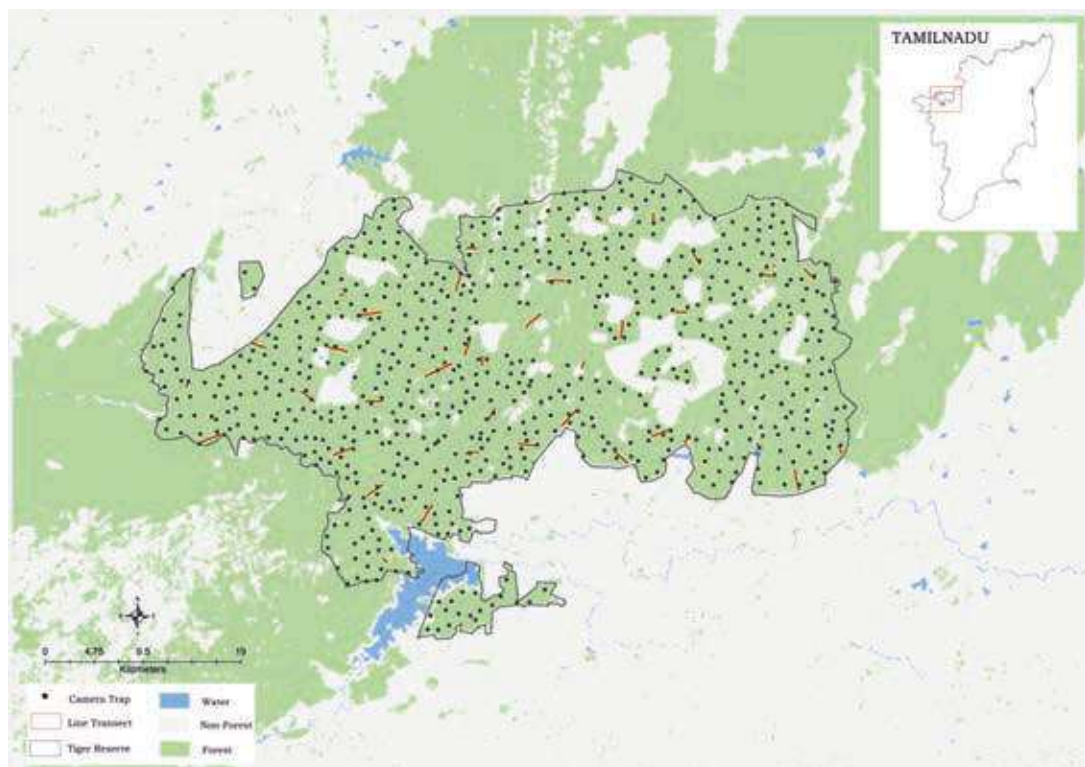 TAMILNADU
0 4.75 9.5 19
Kilometers
Camera Trap
Water
Line Transect
Non-Forest
Tiger Reserve
Forest